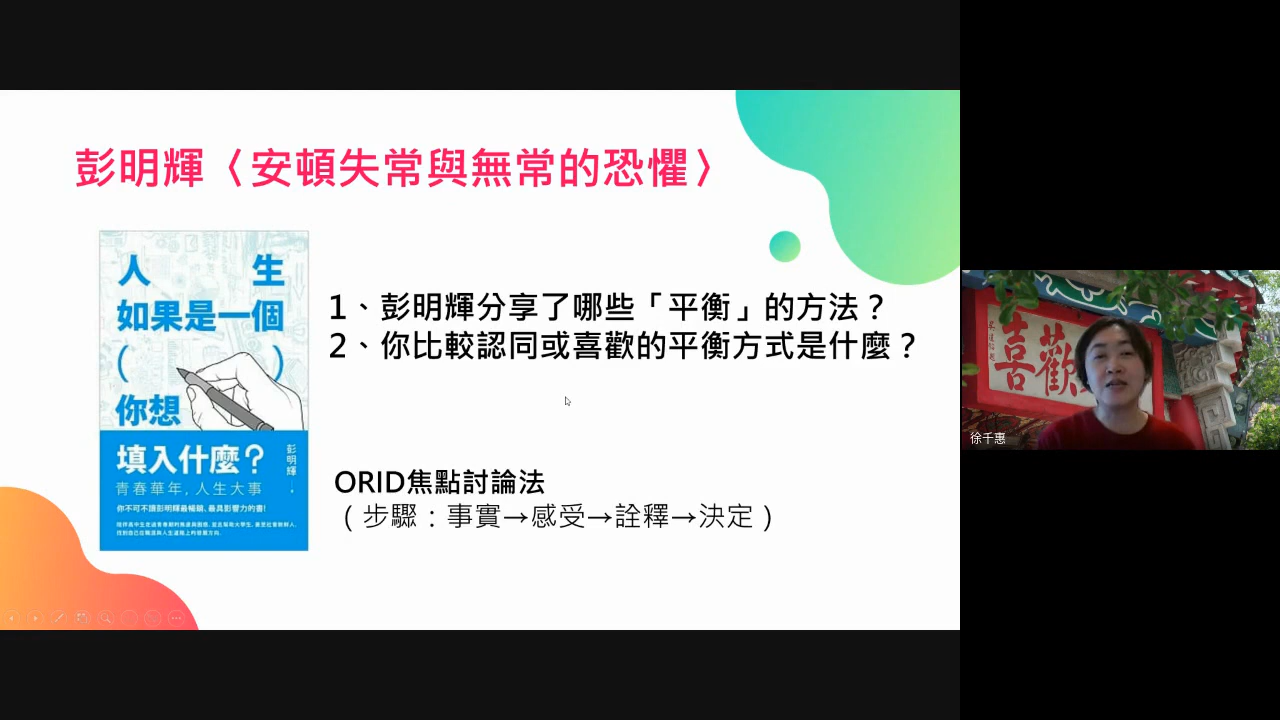 彭明輝〈安頓失常與無常的恐懼〉
人 生
如果是一個
( )
你想
填入什麼？
彭明輝
青春華年，人生大事
你不可不讀彭明輝最暢銷、最具影響力的書!
1、彭明輝分享了哪些「平衡」的方法？
2、你比較認同或喜歡的平衡方式是什麼？
ORID焦點討論法
（步驟：事實→感受→詮釋→決定）
喜歡
徐千惠